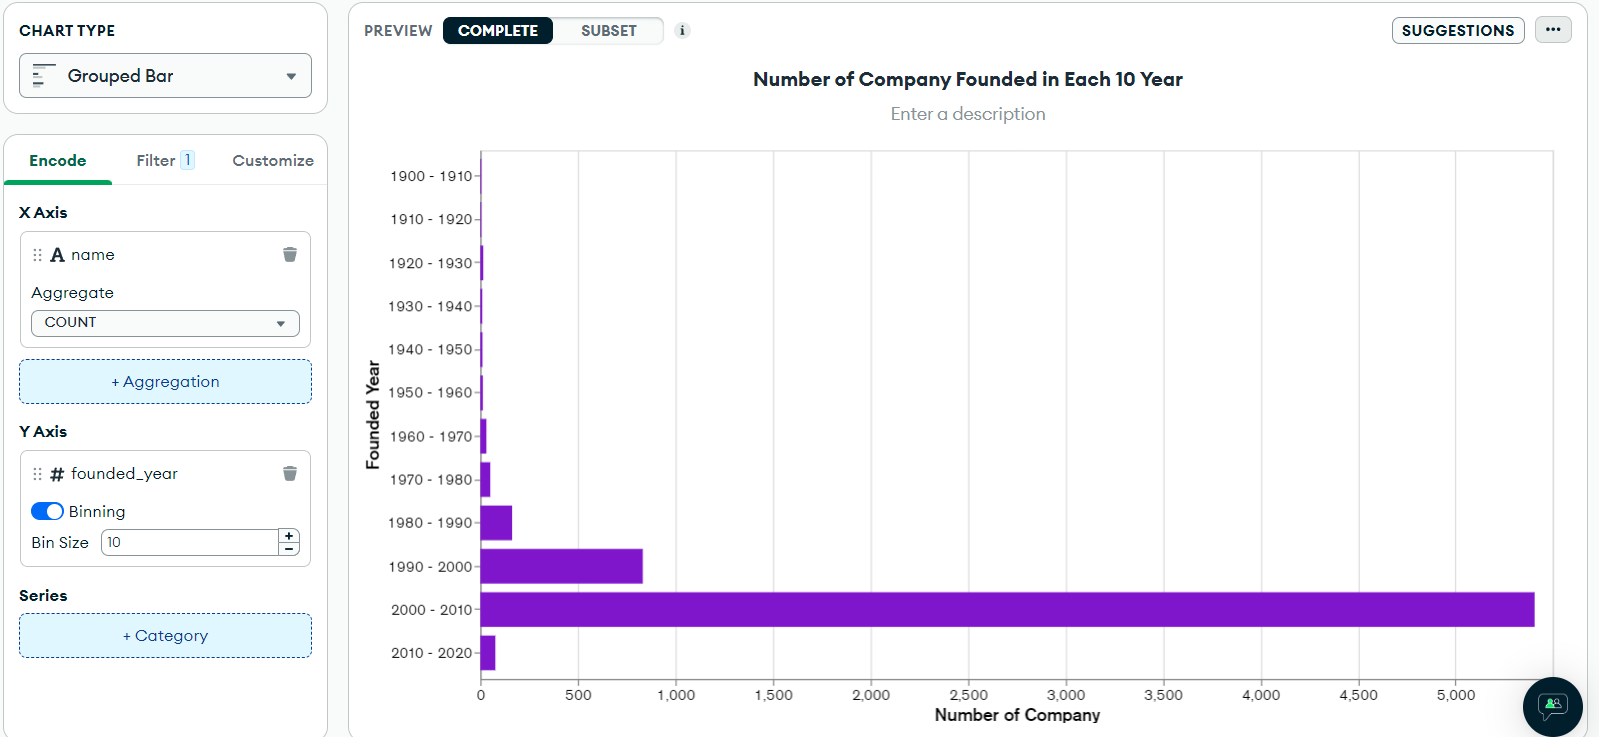 CHART TYPE
Grouped Bar
Encode Filter 1 Customize
X Axis
A name
Aggregate
COUNT
+ Aggregation
Y Axis
# founded_year
Binning
Bin Size 10 + −
Series
+ Category
PREVIEW COMPLETE SUBSET i SUGGESTIONS ...
Number of Company Founded in Each 10 Year
Enter a description
Founded Year
1900 - 1910
1910 - 1920
1920 - 1930
1930 - 1940
1940 - 1950
1950 - 1960
1960 - 1970
1970 - 1980
1980 - 1990
1990 - 2000
2000 - 2010
2010 - 2020
0 500 1,000 1,500 2,000 2,500 3,000 3,500 4,000 4,500 5,000
Number of Company